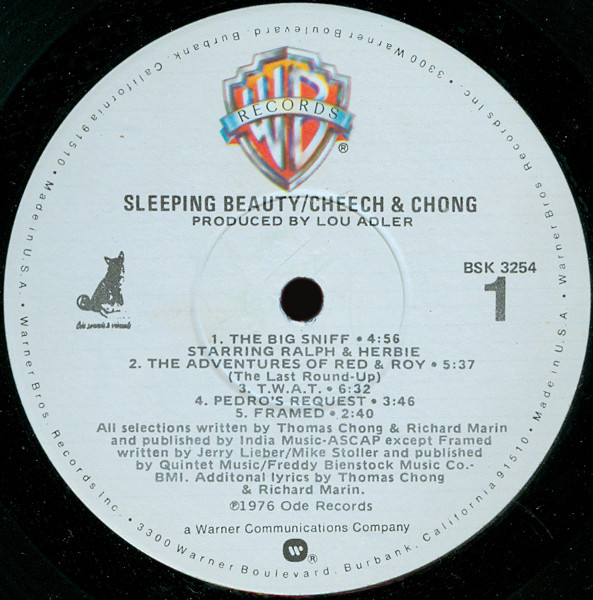 Made in U.S.A. • Warner Bros. Records Inc. • 3300 Warner Boulevard, Burbank, California 91510 • Made in U.S.A. • Warner Bros. Records Inc. • 3300 Warner Boulevard, Burbank, California 91510 •
WB
RECORDS
®
SLEEPING BEAUTY/CHEECH & CHONG
PRODUCED BY LOU ADLER
BSK 3254
1
1. THE BIG SNIFF • 4:56
STARRING RALPH & HERBIE
2. THE ADVENTURES OF RED & ROY • 5:37
(The Last Round-Up)
3. T.W.A.T. • 6:32
4. PEDRO'S REQUEST • 3:46
5. FRAMED • 2:40
All selections written by Thomas Chong & Richard Marin
and published by India Music-ASCAP except Framed
written by Jerry Lieber/Mike Stoller and published
by Quintet Music/Freddy Bienstock Music Co.-
BMI. Additonal lyrics by Thomas Chong
& Richard Marin.
℗1976 Ode Records
a Warner Communications Company
®